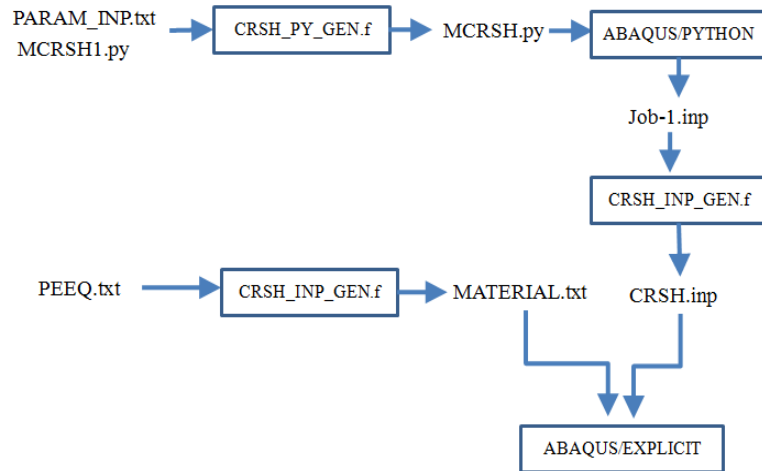 PARAM_INP.txt
MCRSH1.py
CRSH_PY_GEN.f
MCRSH.py
ABAQUS/PYTHON
Job-1.inp
CRSH_INP_GEN.f
PEEQ.txt
CRSH_INP_GEN.f
MATERIAL.txt
CRSH.inp
ABAQUS/EXPLICIT